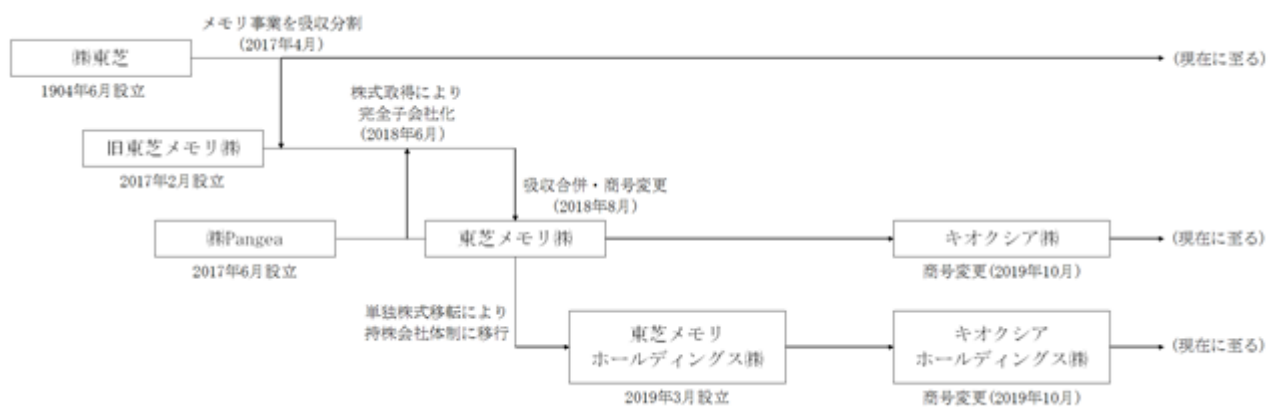 メモリ事業を吸収分割
(2017年4月)
㈱東芝
(現在に至る)
1904年6月設立
株式取得により
完全子会社化
(2018年6月)
旧東芝メモリ㈱
2017年2月設立
吸収合併・商号変更
(2018年8月)
㈱Pangea
東芝メモリ㈱
キオクシア㈱
(現在に至る)
2017年6月設立
商号変更(2019年10月)
単独株式移転により
持株会社体制に移行
東芝メモリ
ホールディングス㈱
キオクシア
ホールディングス㈱
(現在に至る)
2019年3月設立
商号変更(2019年10月)